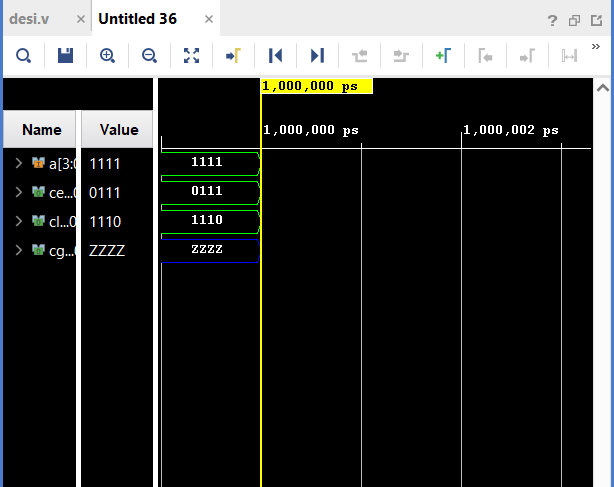 desi.v × Untitled 36 ×
? 
»
1,000,000 ps
Name Value
1,000,000 ps 1,000,002 ps
a[3:0 1111 1111
ce...0 0111 0111
cl...0 1110 1110
cg...0 ZZZZ ZZZZ